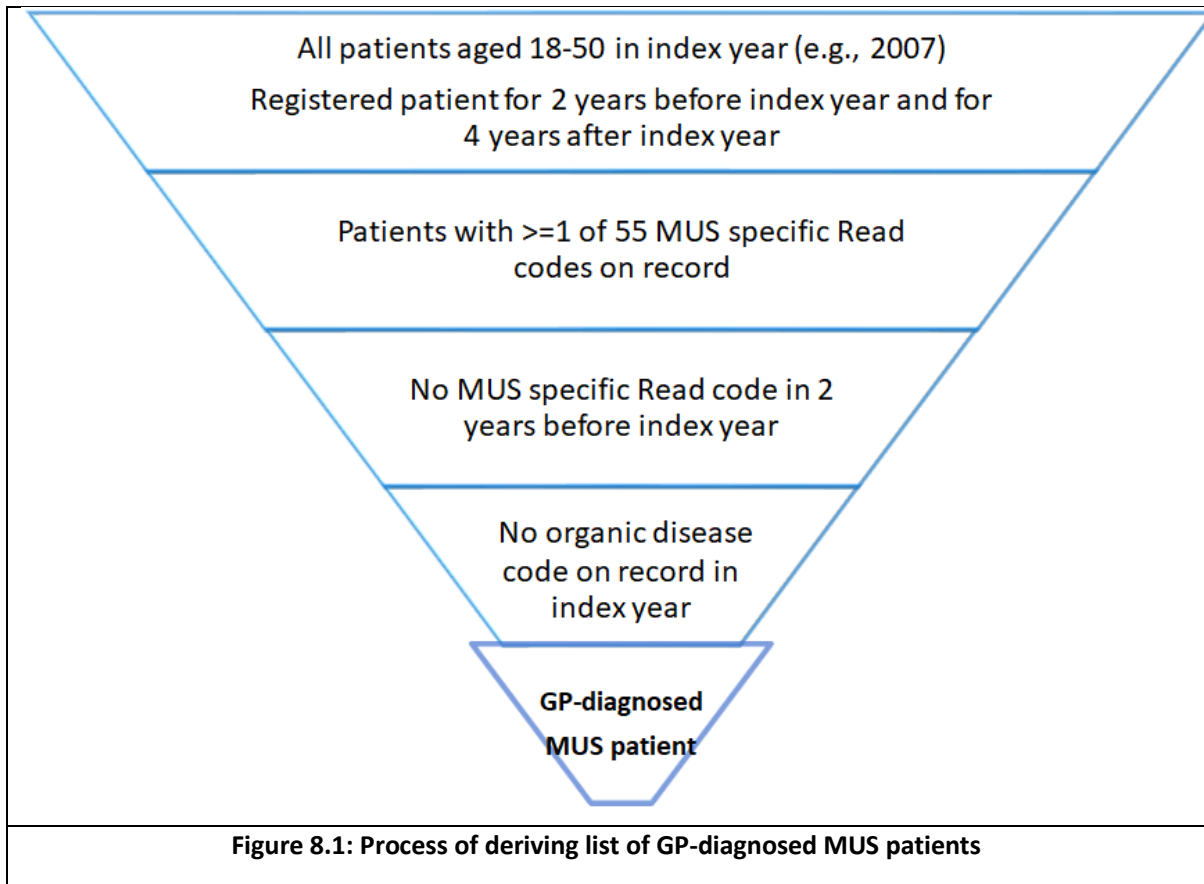 All patients aged 18-50 in index year (e.g., 2007)
Registered patient for 2 years before index year and for
4 years after index year
Patients with >=1 of 55 MUS specific Read
codes on record
No MUS specific Read code in 2
years before index year
No organic disease
code on record in
index year
GP-diagnosed
MUS patient
Figure 8.1: Process of deriving list of GP-diagnosed MUS patients